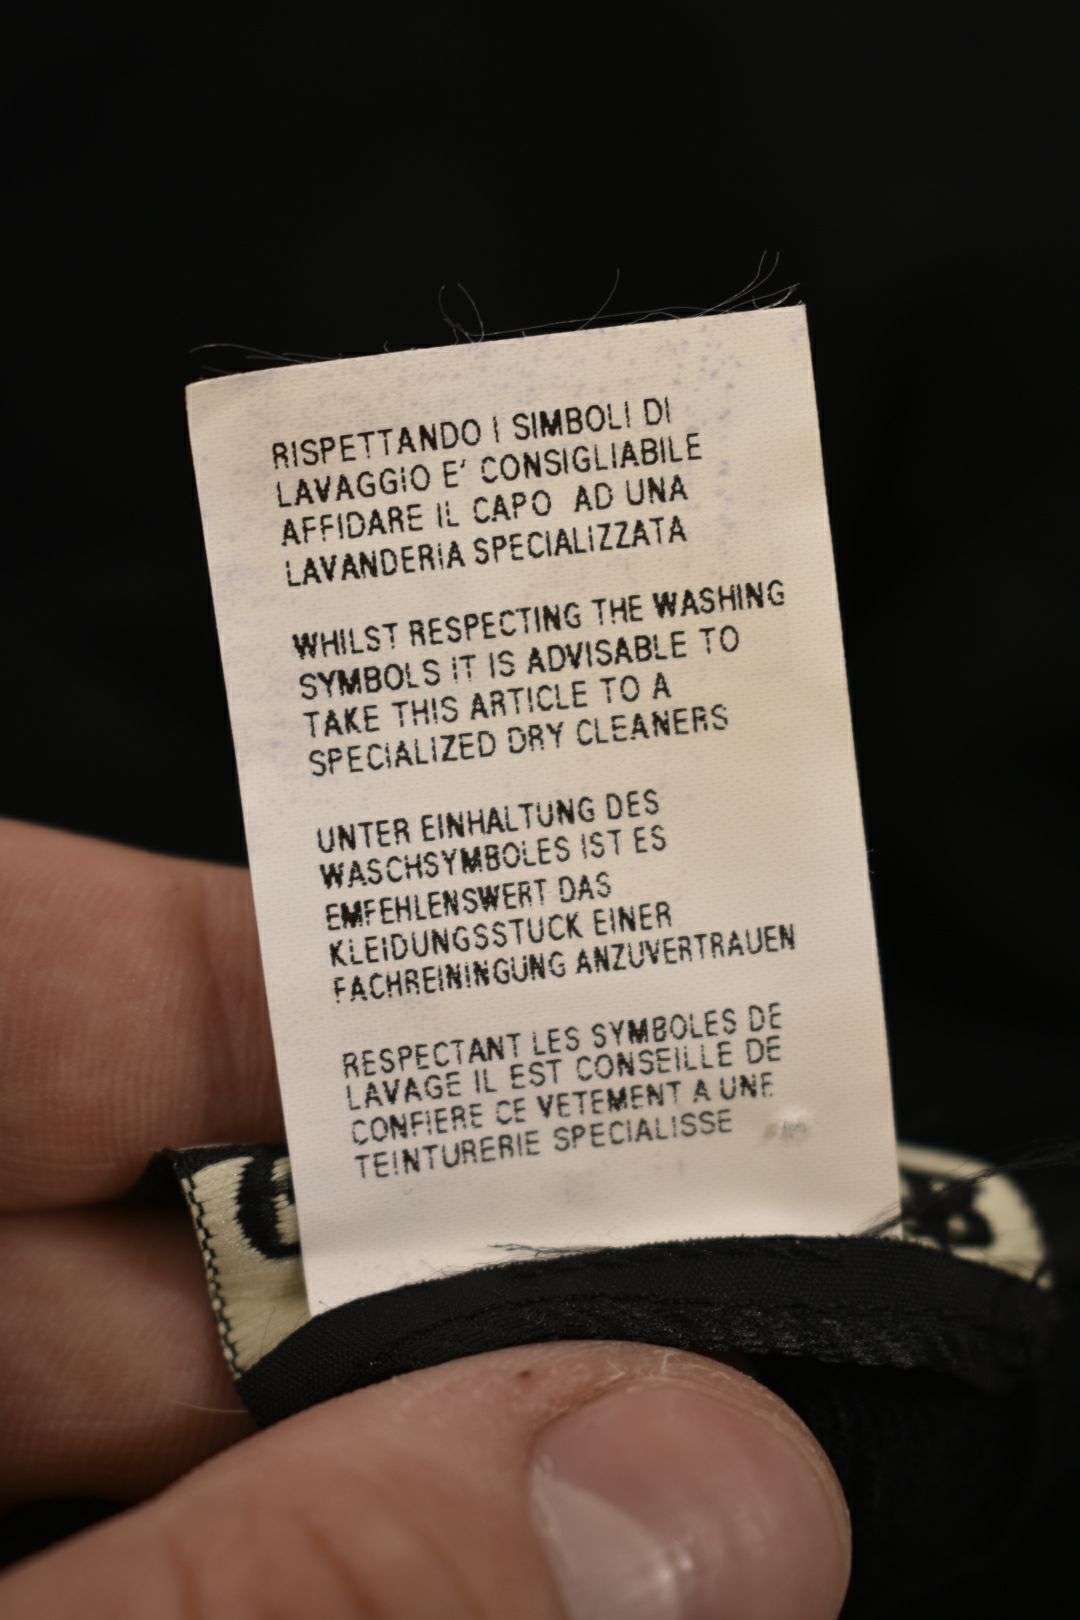 RISPETTANDO I SIMBOLI DI
LAVAGGIO E' CONSIGLIABILE
AFFIDARE IL CAPO AD UNA
LAVANDERIA SPECIALIZZATA
WHILST RESPECTING THE WASHING
SYMBOLS IT IS ADVISABLE TO
TAKE THIS ARTICLE TO A
SPECIALIZED DRY CLEANERS
UNTER EINHALTUNG DES
WASCHSYMBOLES IST ES
EMFEHLENSWERT DAS
KLEIDUNGSSTUCK EINER
FACHREININGUNG ANZUVERTRAUEN
RESPECTANT LES SYMBOLES DE
LAVAGE IL EST CONSEILLE DE
CONFIERE CE VETEMENT A UNE
TEINTURERIE SPECIALISSE